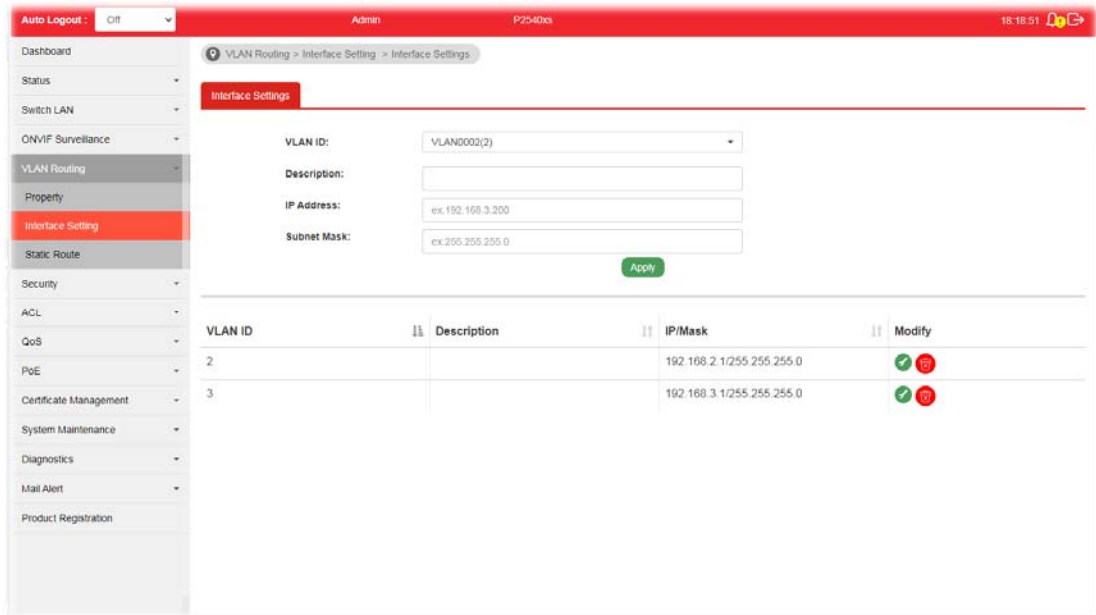 Auto Logout : Off Admin P2540xs 18:18:51
Dashboard
Status
Switch LAN
ONVIF Surveillance
VLAN Routing
Property
Interface Setting
Static Route
Security
ACL
QoS
PoE
Certificate Management
System Maintenance
Diagnostics
Mail Alert
Product Registration
VLAN Routing > Interface Setting > Interface Settings
Interface Settings
VLAN ID: VLAN0002(2)
Description:
IP Address: ex.192.168.3.200
Subnet Mask: ex.255.255.255.0
Apply
VLAN ID Description IP/Mask Modify
2 192.168.2.1/255.255.255.0
3 192.168.3.1/255.255.255.0